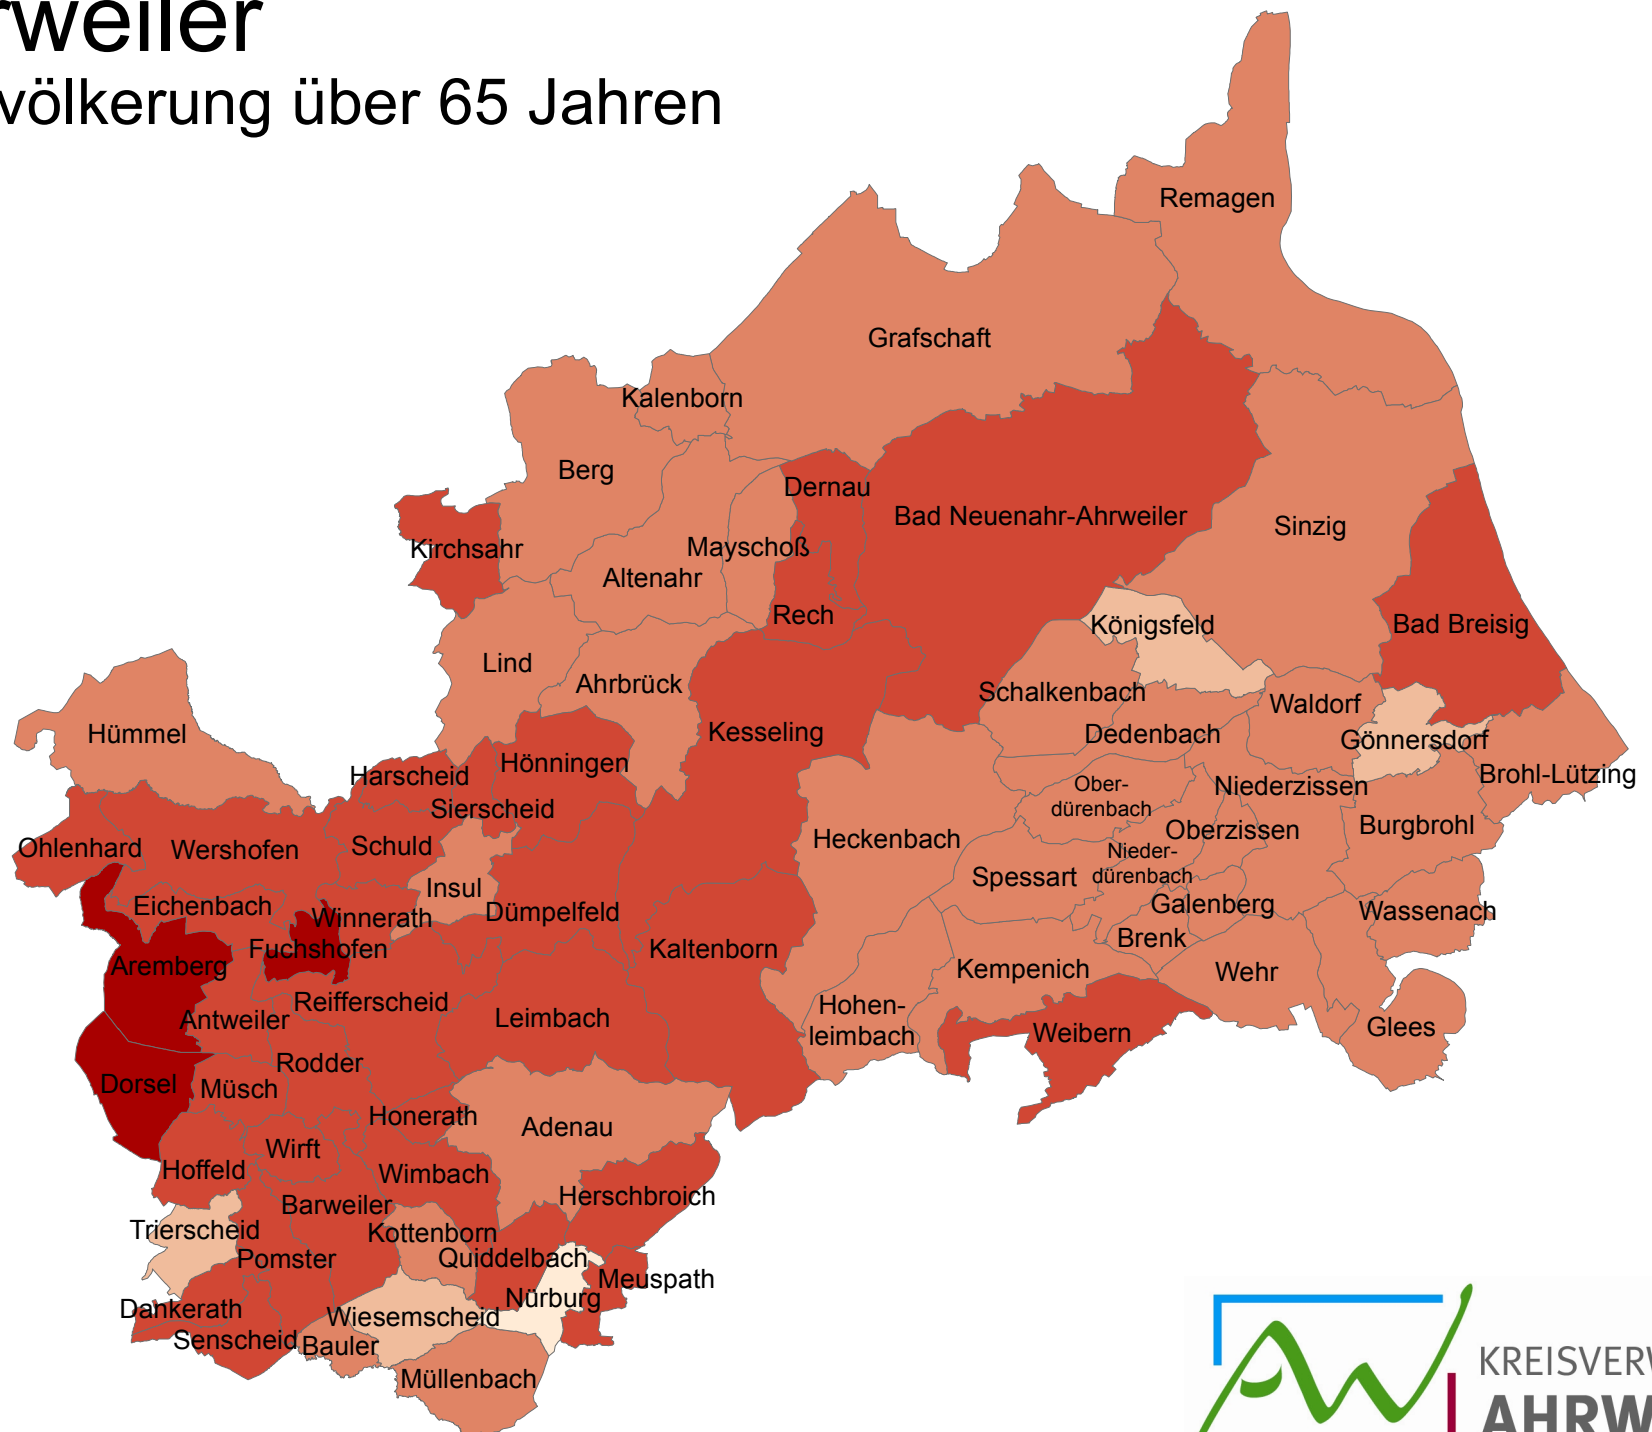 rweiler
völkerung über 65 Jahren
Remagen
Grafschaft
Kalenborn
Berg
Dernau
Bad Neuenahr-Ahrweiler
Sinzig
Kirchsahr
Mayschoß
Altenahr
Rech
Königsfeld
Bad Breisig
Lind
Ahrbrück
Schalkenbach
Waldorf
Hümmel
Kesseling
Dedenbach
Gönnersdorf
Hönningen
Harscheid
Brohl-Lützing
Ober-
dürenbach
Niederzissen
Sierscheid
Ohlenhard
Wershofen
Schuld
Heckenbach
Oberzissen
Burgbrohl
Nieder-
dürenbach
Insul
Spessart
Eichenbach
Winnerath
Dümpelfeld
Galenberg
Wassenach
Fuchshofen
Kaltenborn
Brenk
Aremberg
Kempenich
Wehr
Reifferscheid
Hohen-
leimbach
Antweiler
Leimbach
Weibern
Glees
Rodder
Dorsel
Müsch
Honerath
Adenau
Wirft
Hoffeld
Wimbach
Herschbroich
Barweiler
Trierscheid
Kottenborn
Pomster
Quiddelbach
Meuspath
Nürburg
Dankerath
Wiesemscheid
Senscheid
Bauler
Müllenbach
KREISVERW
AHRW